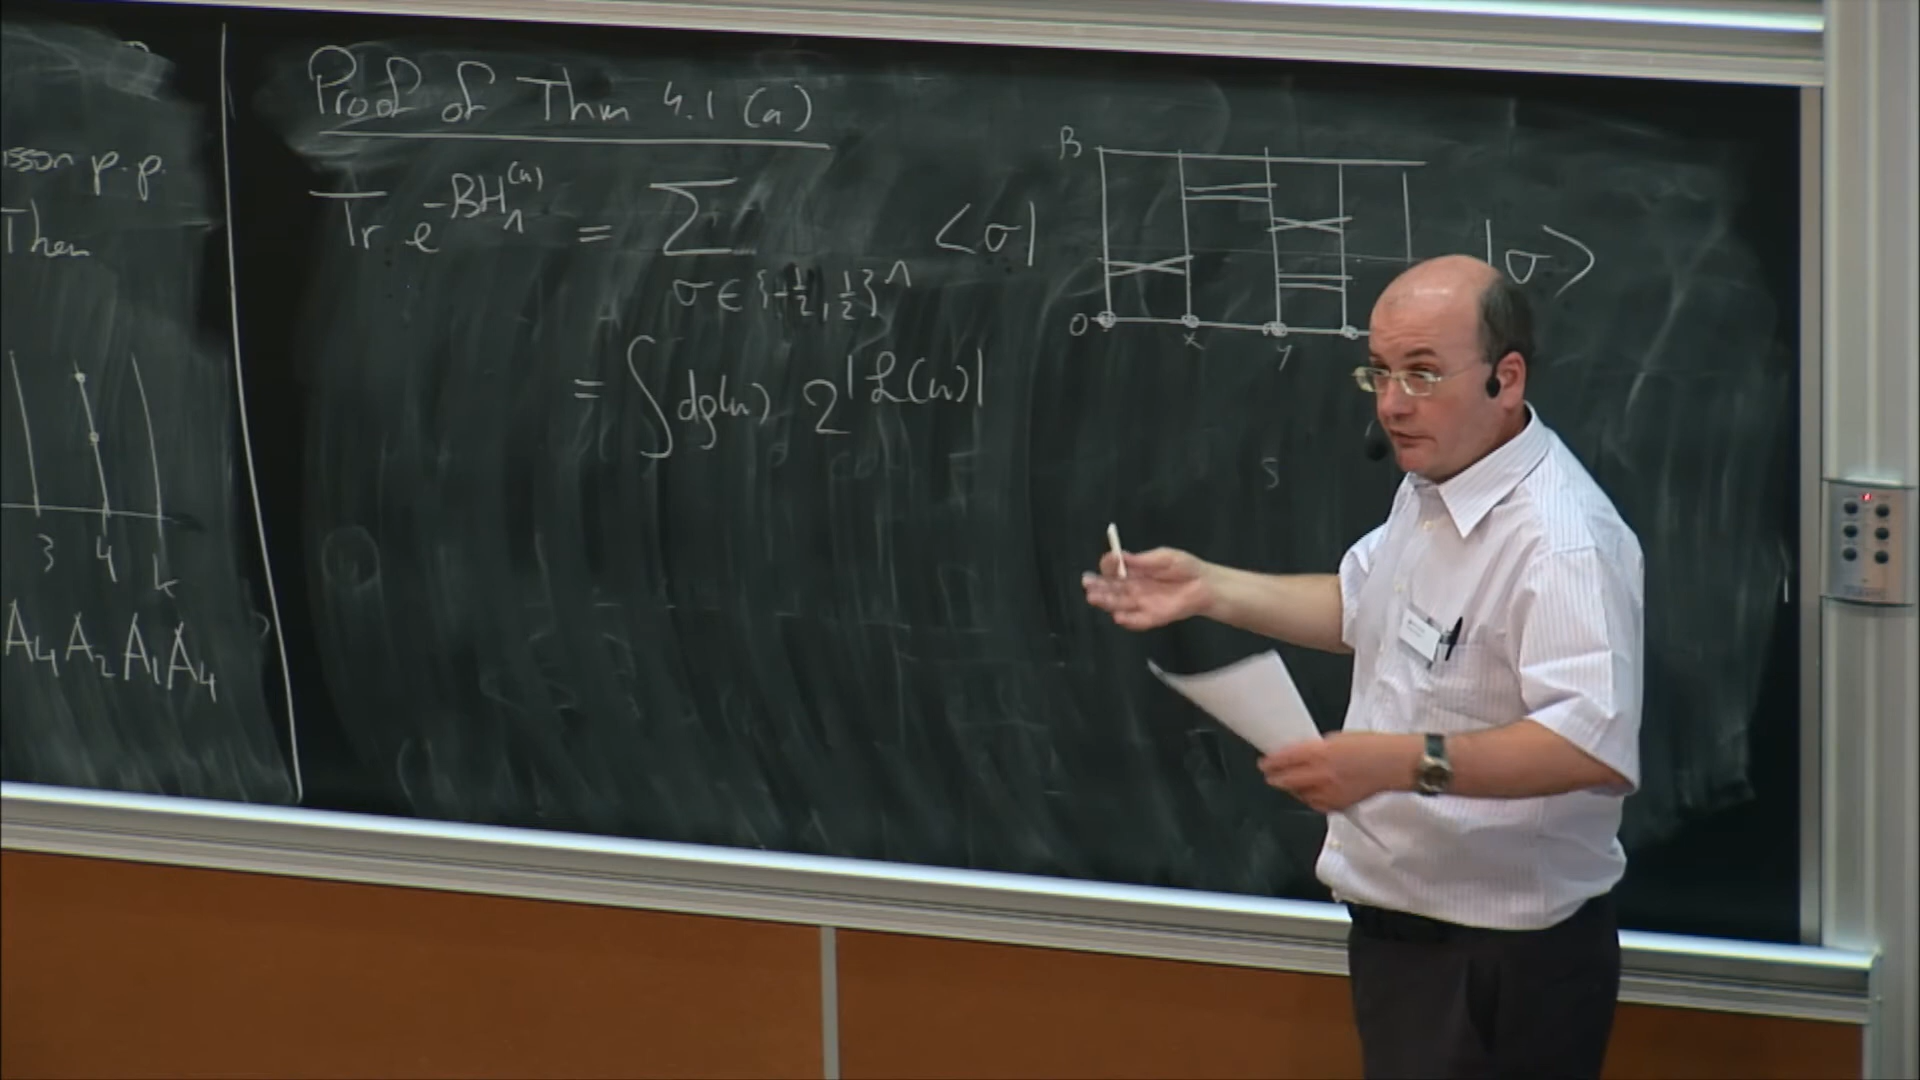 isson p.p.
Then
3 4 k
A₄ A₂ A₁ A₄
Proof of Thm 4.1 (a)
Tr e^{-βH_Λ^{(u)}} = Σ_{σ∈{-½,½}^Λ} <σ| |σ>
β
0 x y
= ∫dρ(u) 2^{|ℒ(u)|}
s